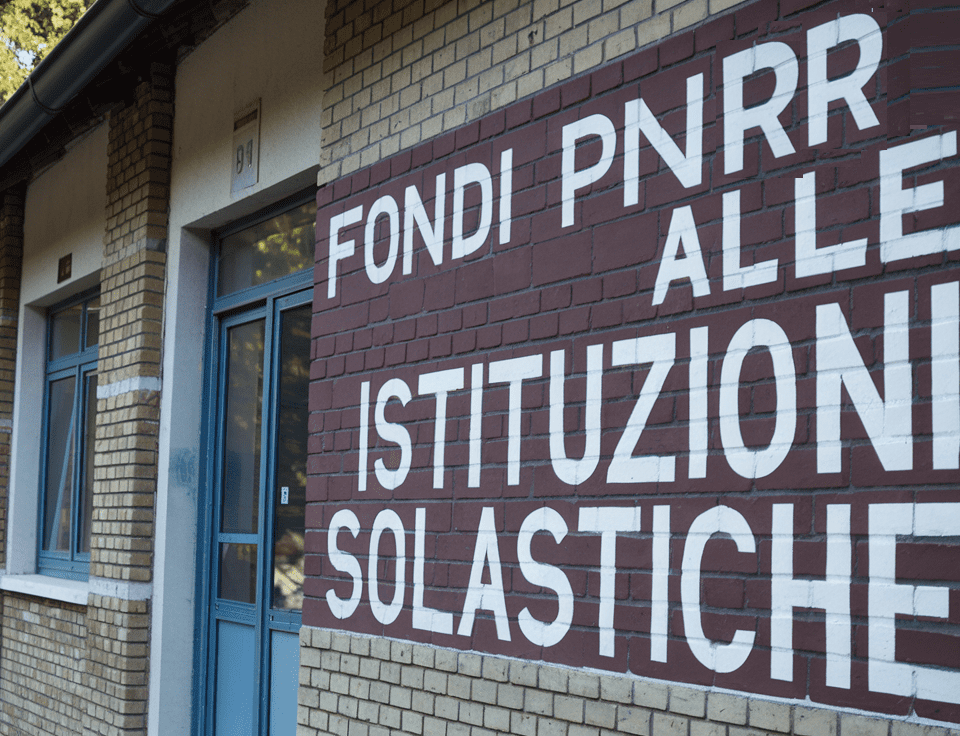 FONDI PNRR
ALLE
ISTITUZIONI
SOLASTICHE